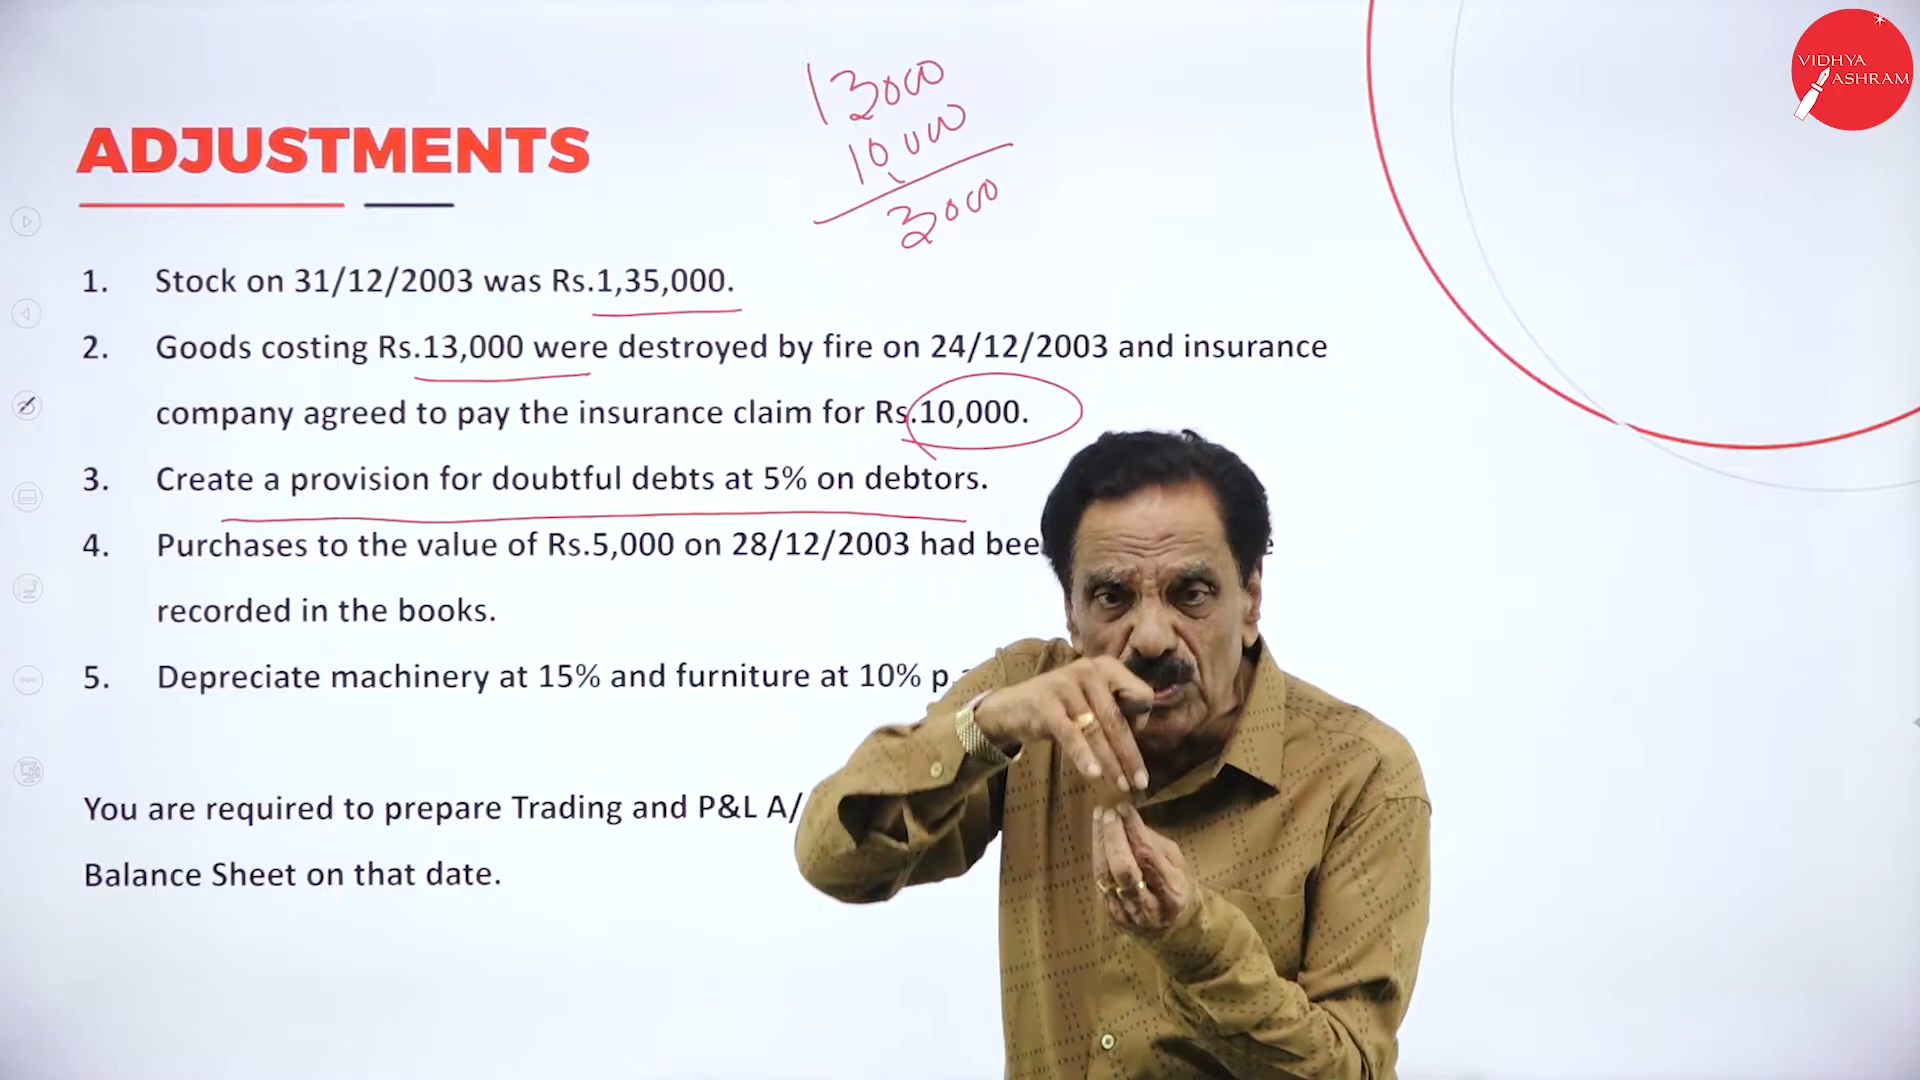 VIDHYA
ASHRAM
13000
10,000
3000
ADJUSTMENTS
1. Stock on 31/12/2003 was Rs.1,35,000.
2. Goods costing Rs.13,000 were destroyed by fire on 24/12/2003 and insurance
company agreed to pay the insurance claim for Rs.10,000.
3. Create a provision for doubtful debts at 5% on debtors.
4. Purchases to the value of Rs.5,000 on 28/12/2003 had
recorded in the books.
5. Depreciate machinery at 15% and furniture at 10%
You are required to prepare Trading and P&L
Balance Sheet on that date.